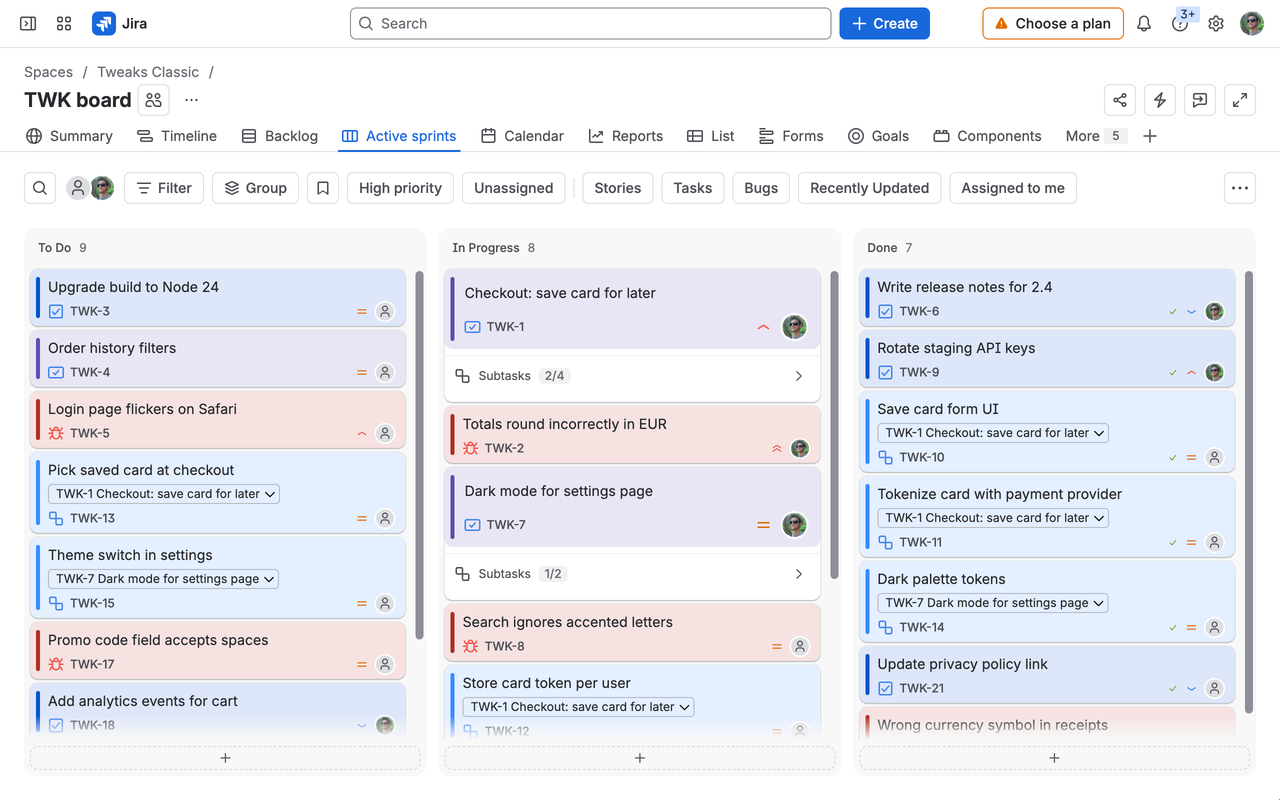 Jira
Search
Create
Choose a plan
3+
Spaces / Tweaks Classic /
TWK board
Summary
Timeline
Backlog
Active sprints
Calendar
Reports
List
Forms
Goals
Components
More 5
Filter
Group
High priority
Unassigned
Stories
Tasks
Bugs
Recently Updated
Assigned to me
To Do 9
Upgrade build to Node 24
TWK-3
Order history filters
TWK-4
Login page flickers on Safari
TWK-5
Pick saved card at checkout
TWK-1 Checkout: save card for later
TWK-13
Theme switch in settings
TWK-7 Dark mode for settings page
TWK-15
Promo code field accepts spaces
TWK-17
Add analytics events for cart
TWK-18
In Progress 8
Checkout: save card for later
TWK-1
Subtasks 2/4
Totals round incorrectly in EUR
TWK-2
Dark mode for settings page
TWK-7
Subtasks 1/2
Search ignores accented letters
TWK-8
Store card token per user
TWK-1 Checkout: save card for later
TWK-12
Done 7
Write release notes for 2.4
TWK-6
Rotate staging API keys
TWK-9
Save card form UI
TWK-1 Checkout: save card for later
TWK-10
Tokenize card with payment provider
TWK-1 Checkout: save card for later
TWK-11
Dark palette tokens
TWK-7 Dark mode for settings page
TWK-14
Update privacy policy link
TWK-21
Wrong currency symbol in receipts